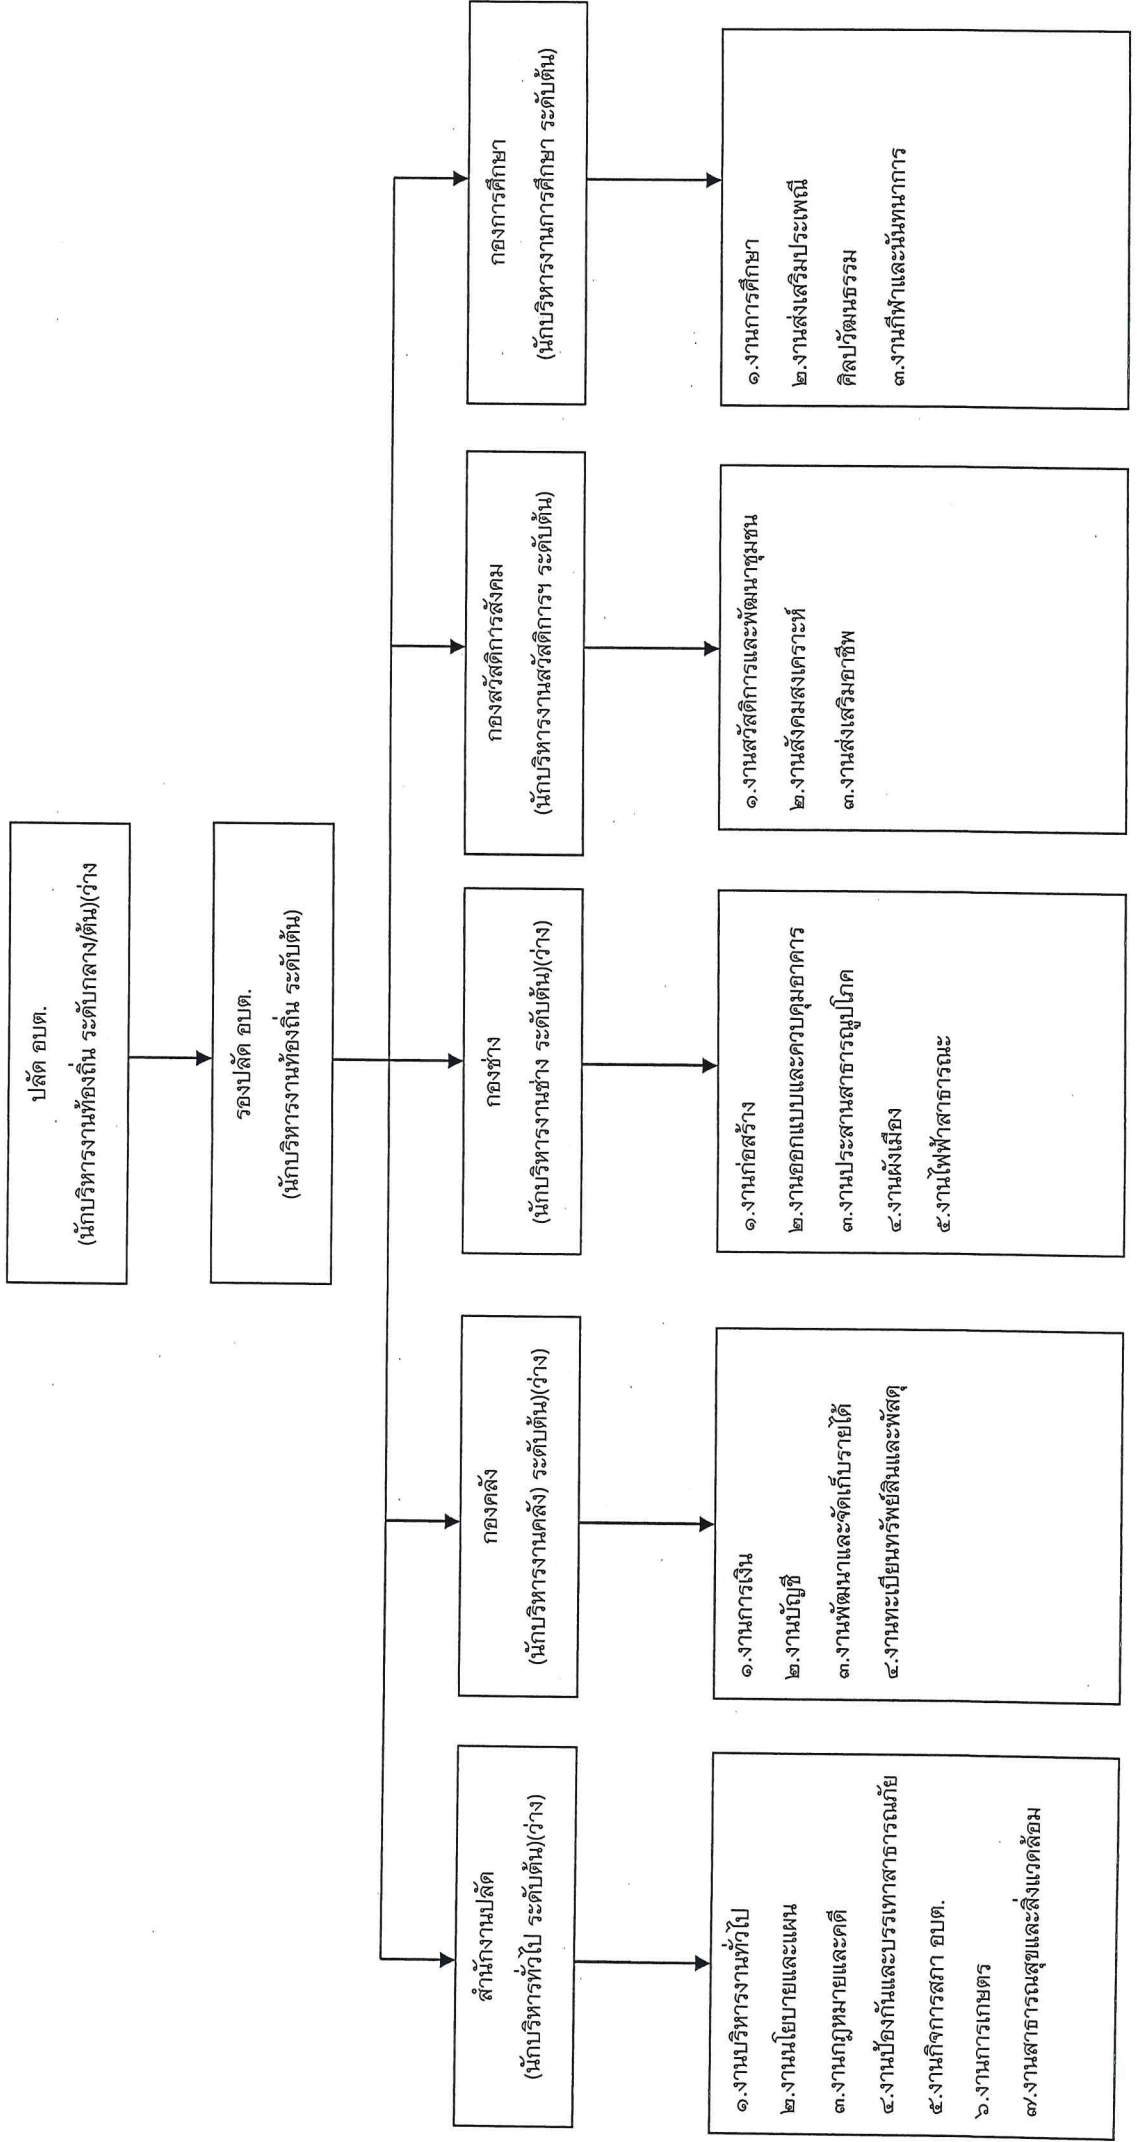 ปลัด อบต.
(นักบริหารงานท้องถิ่น ระดับกลาง/ต้น)(ว่าง
รองปลัด อบต.
(นักบริหารงานท้องถิ่น ระดับต้น)
สำนักงานปลัด
(นักบริหารทั่วไป ระดับต้น)(ว่าง)
กองคลัง
(นักบริหารงานคลัง) ระดับต้น)(ว่าง)
กองช่าง
(นักบริหารงานช่าง ระดับต้น)(ว่าง)
กองสวัสดิการสังคม
(นักบริหารงานสวัสดิการฯ ระดับต้น)
กองการศึกษา
(นักบริหารงานการศึกษา ระดับต้น)
๑.งานบริหารงานทั่วไป
๒.งานนโยบายและแผน
๓.งานกฎหมายและคดี
๔.งานป้องกันและบรรเทาสาธารณภัย
๕.งานกิจการสภา อบต.
๖.งานการเกษตร
๗.งานสาธารณสุขและสิ่งแวดล้อม
๑.งานการเงิน
๒.งานบัญชี
๓.งานพัฒนาและจัดเก็บรายได้
๔.งานทะเบียนทรัพย์สินและพัสดุ
๑.งานก่อสร้าง
๒.งานออกแบบและควบคุมอาคาร
๓.งานประสานสาธารณูปโภค
๔.งานผังเมือง
๕.งานไฟฟ้าสาธารณะ
๑.งานสวัสดิการและพัฒนาชุมชน
๒.งานสังคมสงเคราะห์
๓.งานส่งเสริมอาชีพ
๑.งานการศึกษา
๒.งานส่งเสริมประเพณี
ศิลปวัฒนธรรม
๓.งานกีฬาและนันทนาการ